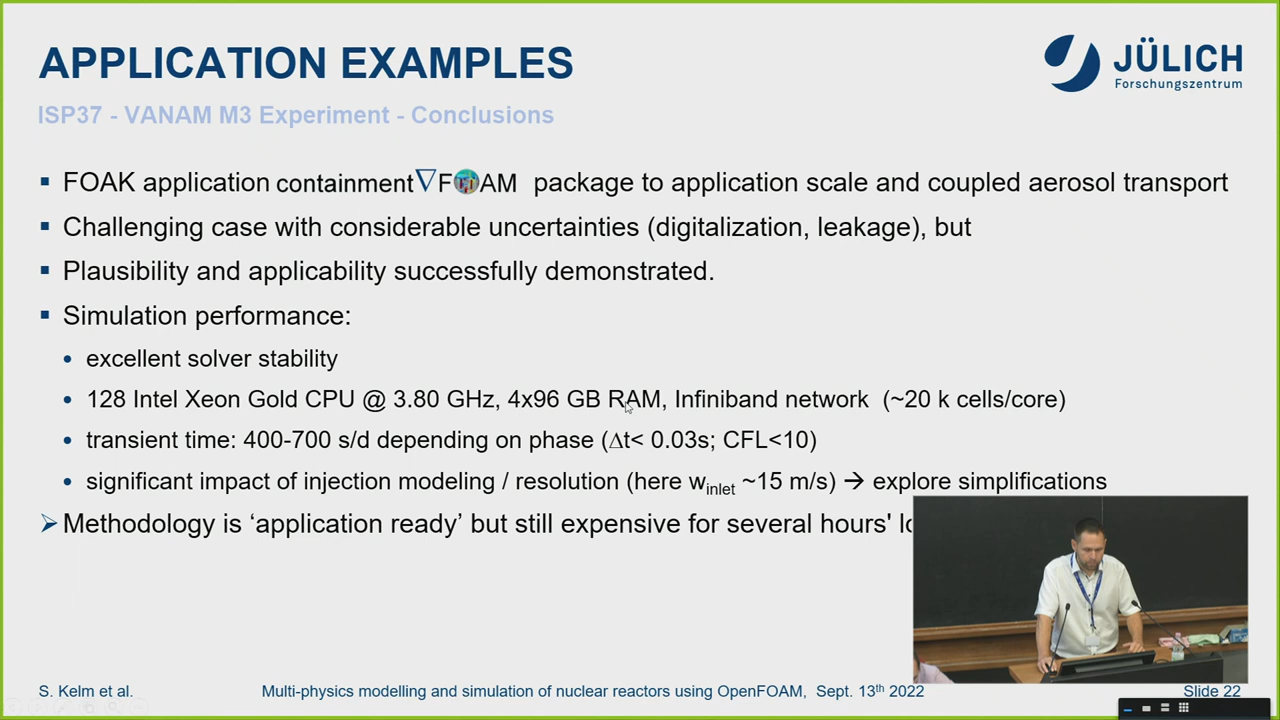 APPLICATION EXAMPLES
JÜLICH
Forschungszentrum
ISP37 - VANAM M3 Experiment - Conclusions
▪ FOAK application containment∇FOAM package to application scale and coupled aerosol transport
▪ Challenging case with considerable uncertainties (digitalization, leakage), but
▪ Plausibility and applicability successfully demonstrated.
▪ Simulation performance:
• excellent solver stability
• 128 Intel Xeon Gold CPU @ 3.80 GHz, 4x96 GB RAM, Infiniband network (~20 k cells/core)
• transient time: 400-700 s/d depending on phase (Δt< 0.03s; CFL<10)
• significant impact of injection modeling / resolution (here w_inlet ~15 m/s) → explore simplifications
➢ Methodology is ‘application ready’ but still expensive for several hours'
S. Kelm et al.
Multi-physics modelling and simulation of nuclear reactors using OpenFOAM, Sept. 13th 2022
Slide 22